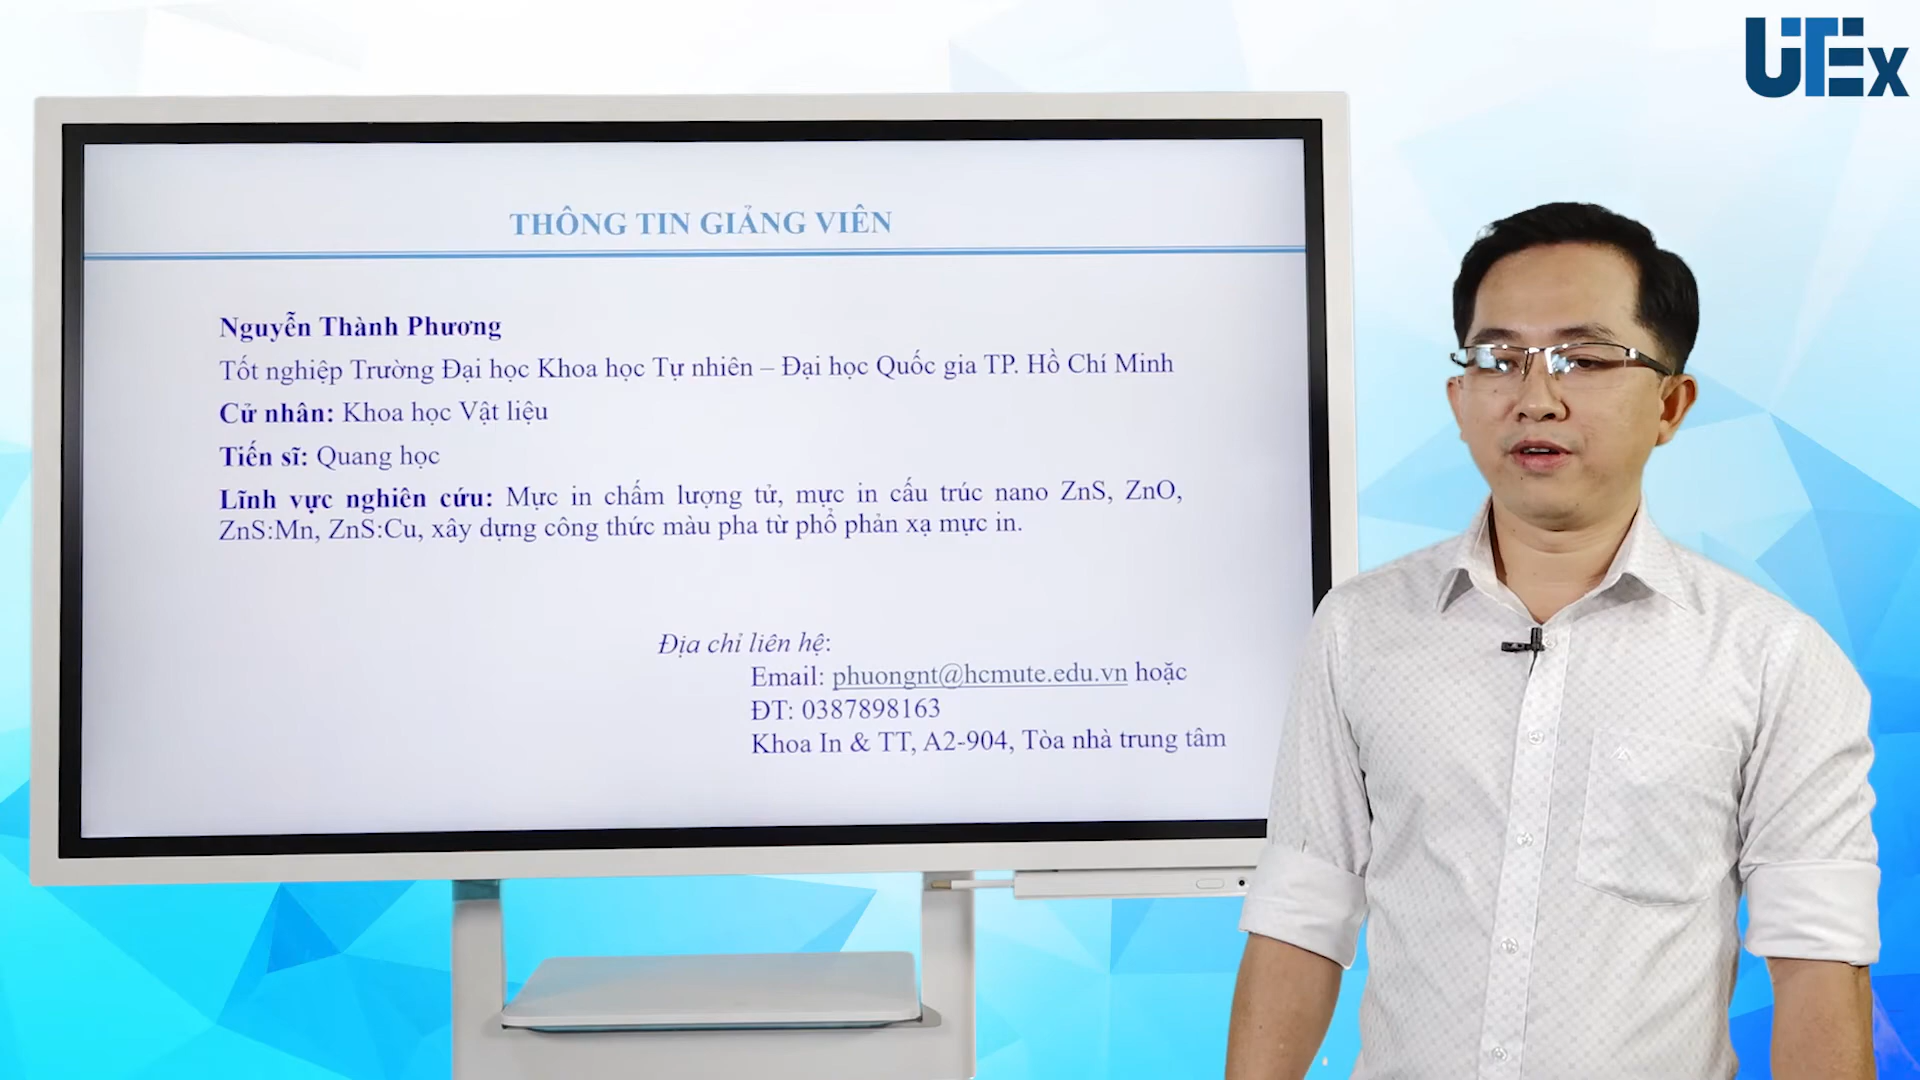 UTEx
THÔNG TIN GIẢNG VIÊN
Nguyễn Thành Phương
Tốt nghiệp Trường Đại học Khoa học Tự nhiên – Đại học Quốc gia TP. Hồ Chí Minh
Cử nhân: Khoa học Vật liệu
Tiến sĩ: Quang học
Lĩnh vực nghiên cứu: Mực in chấm lượng tử, mực in cấu trúc nano ZnS, ZnO,
ZnS:Mn, ZnS:Cu, xây dựng công thức màu pha từ phổ phản xạ mực in.
Địa chỉ liên hệ:
Email: phuongnt@hcmute.edu.vn hoặc
ĐT: 0387898163
Khoa In & TT, A2-904, Tòa nhà trung tâm